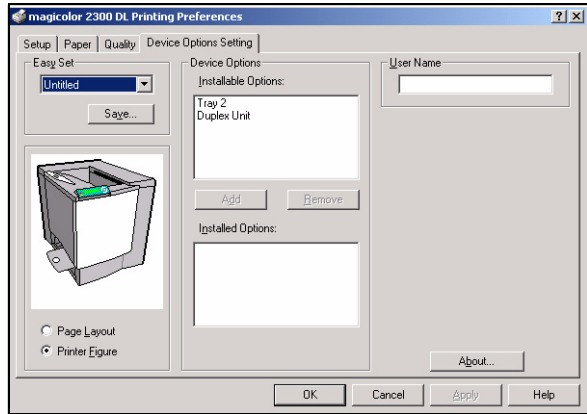 magicolor 2300 DL Printing Preferences
Setup Paper Quality Device Options Setting
Easy Set
Untitled
Save...
Page Layout
Printer Figure
Device Options
Installable Options:
Tray 2
Duplex Unit
Add Remove
Installed Options:
User Name
About...
OK Cancel Apply Help